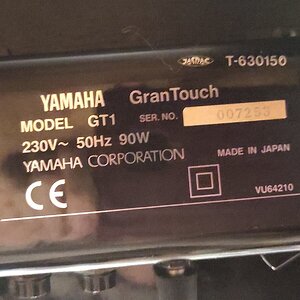 T-630150
YAMAHA GranTouch
MODEL GT1 SER. NO. 007253
230V~ 50Hz 90W
YAMAHA CORPORATION MADE IN JAPAN
CE
VU64210